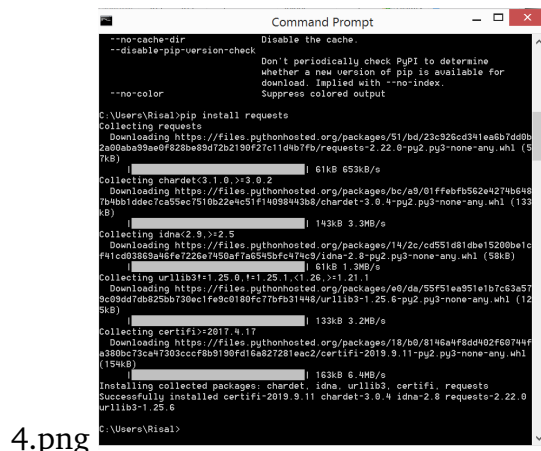 Command Prompt
--no-cache-dir Disable the cache.
--disable-pip-version-check
Don't periodically check PyPI to determine
whether a new version of pip is available for
download. Implied with --no-index.
--no-color Suppress colored output
C:\Users\Risal>pip install requests
Collecting requests
Downloading https://files.pythonhosted.org/packages/51/bd/23c926cd341ea6b7dd0b
2a00aba99ae0f828be89d72b2190f27c11d4b7fb/requests-2.22.0-py2.py3-none-any.whl (5
7kB)
| | 61kB 653kB/s
Collecting chardet<3.1.0,>=3.0.2
Downloading https://files.pythonhosted.org/packages/bc/a9/01ffebfb562e4274b648
7b4bb1ddec7ca55ec7510b22e4c51f14098443b8/chardet-3.0.4-py2.py3-none-any.whl (133
kB)
| | 143kB 3.3MB/s
Collecting idna<2.9,>=2.5
Downloading https://files.pythonhosted.org/packages/14/2c/cd551d81dbe15200be1c
f41cd03869a46fe7226e7450af7a6545bfc474c9/idna-2.8-py2.py3-none-any.whl (58kB)
| | 61kB 1.3MB/s
Collecting urllib3!=1.25.0,!=1.25.1,<1.26,>=1.21.1
Downloading https://files.pythonhosted.org/packages/e0/da/55f51ea951e1b7c63a57
9c09dd7db825bb730ec1fe9c0180fc77bfb31448/urllib3-1.25.6-py2.py3-none-any.whl (12
5kB)
| | 133kB 3.2MB/s
Collecting certifi>=2017.4.17
Downloading https://files.pythonhosted.org/packages/18/b0/8146a4f8dd402f60744f
a380bc73ca47303cccf8b9190fd16a827281eac2/certifi-2019.9.11-py2.py3-none-any.whl
(154kB)
| | 163kB 6.4MB/s
Installing collected packages: chardet, idna, urllib3, certifi, requests
Successfully installed certifi-2019.9.11 chardet-3.0.4 idna-2.8 requests-2.22.0
urllib3-1.25.6
C:\Users\Risal>
4.png